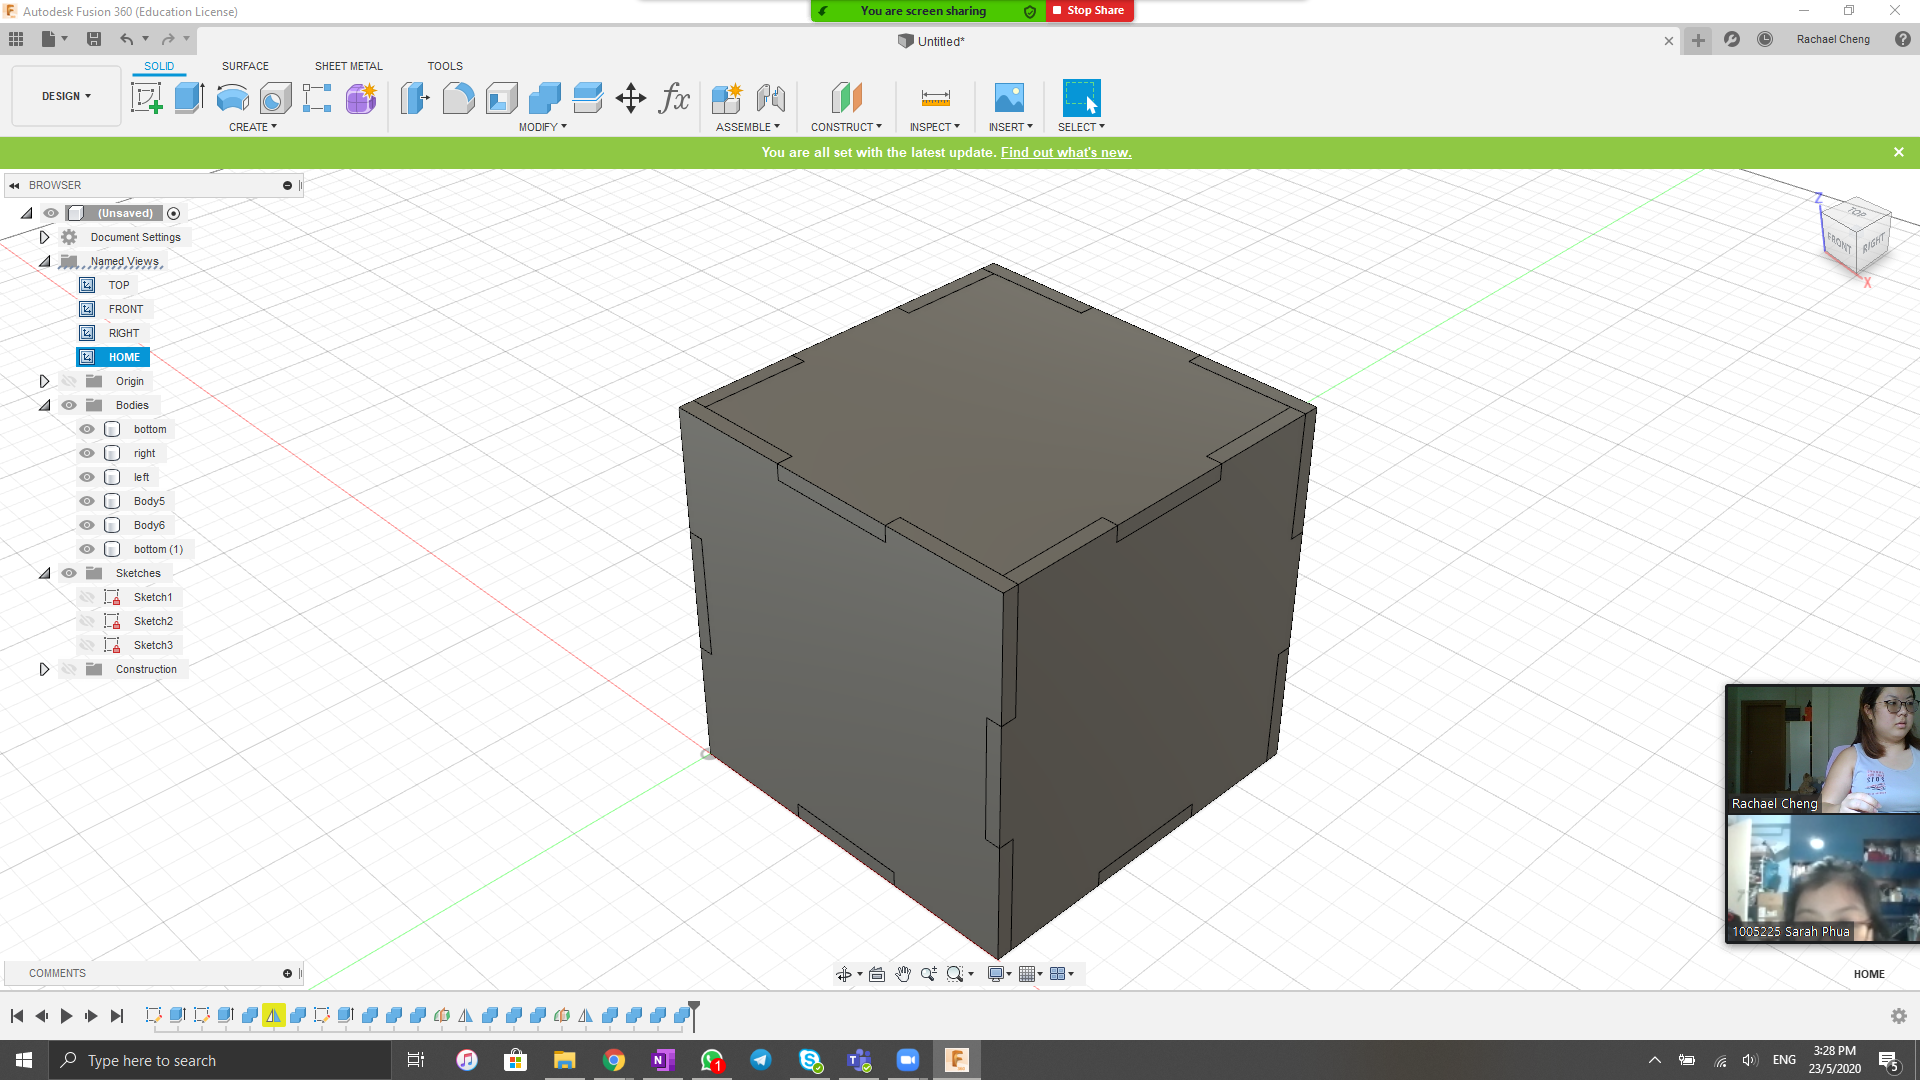 Autodesk Fusion 360 (Education License)
You are screen sharing
Stop Share
Untitled*
Rachael Cheng
DESIGN
SOLID
SURFACE
SHEET METAL
TOOLS
CREATE
MODIFY
ASSEMBLE
CONSTRUCT
INSPECT
INSERT
SELECT
You are all set with the latest update. Find out what's new.
BROWSER
(Unsaved)
Document Settings
Named Views
TOP
FRONT
RIGHT
HOME
Origin
Bodies
bottom
right
left
Body5
Body6
bottom (1)
Sketches
Sketch1
Sketch2
Sketch3
Construction
Z
TOP
FRONT
RIGHT
X
Rachael Cheng
1005225 Sarah Phua
COMMENTS
HOME
Type here to search
1
ENG
3:28 PM
23/5/2020
5